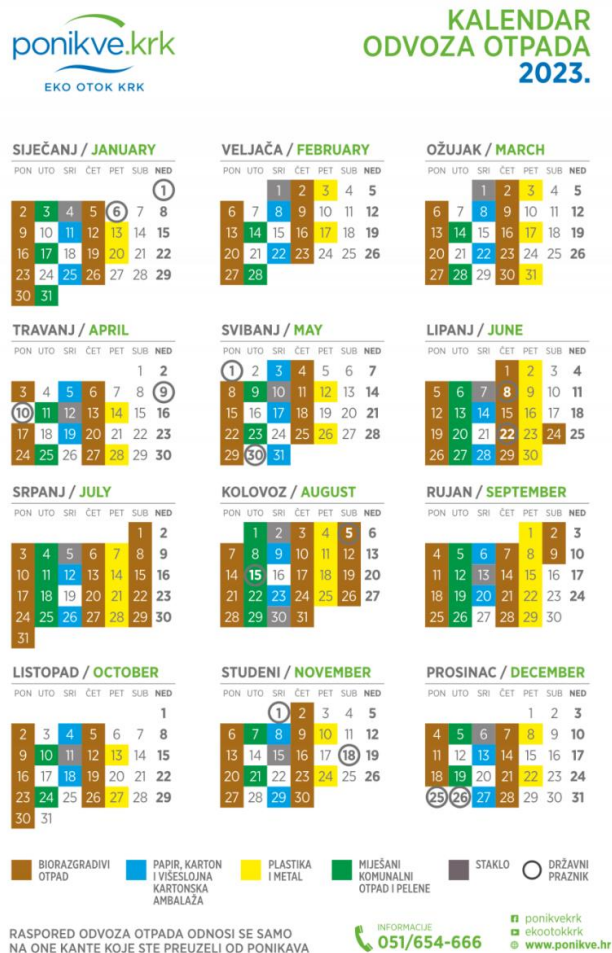 ponikve.krk
EKO OTOK KRK
KALENDAR
ODVOZA OTPADA
2023.
SIJEČANJ / JANUARY
PON UTO SRI ČET PET SUB NED
1
2 3 4 5 6 7 8
9 10 11 12 13 14 15
16 17 18 19 20 21 22
23 24 25 26 27 28 29
30 31
VELJAČA / FEBRUARY
PON UTO SRI ČET PET SUB NED
1 2 3 4 5
6 7 8 9 10 11 12
13 14 15 16 17 18 19
20 21 22 23 24 25 26
27 28
OŽUJAK / MARCH
PON UTO SRI ČET PET SUB NED
1 2 3 4 5
6 7 8 9 10 11 12
13 14 15 16 17 18 19
20 21 22 23 24 25 26
27 28 29 30 31
TRAVANJ / APRIL
PON UTO SRI ČET PET SUB NED
1 2
3 4 5 6 7 8 9
10 11 12 13 14 15 16
17 18 19 20 21 22 23
24 25 26 27 28 29 30
SVIBANJ / MAY
PON UTO SRI ČET PET SUB NED
1 2 3 4 5 6 7
8 9 10 11 12 13 14
15 16 17 18 19 20 21
22 23 24 25 26 27 28
29 30 31
LIPANJ / JUNE
PON UTO SRI ČET PET SUB NED
1 2 3 4
5 6 7 8 9 10 11
12 13 14 15 16 17 18
19 20 21 22 23 24 25
26 27 28 29 30
SRPANJ / JULY
PON UTO SRI ČET PET SUB NED
1 2
3 4 5 6 7 8 9
10 11 12 13 14 15 16
17 18 19 20 21 22 23
24 25 26 27 28 29 30
31
KOLOVOZ / AUGUST
PON UTO SRI ČET PET SUB NED
1 2 3 4 5 6
7 8 9 10 11 12 13
14 15 16 17 18 19 20
21 22 23 24 25 26 27
28 29 30 31
RUJAN / SEPTEMBER
PON UTO SRI ČET PET SUB NED
1 2 3
4 5 6 7 8 9 10
11 12 13 14 15 16 17
18 19 20 21 22 23 24
25 26 27 28 29 30
LISTOPAD / OCTOBER
PON UTO SRI ČET PET SUB NED
1
2 3 4 5 6 7 8
9 10 11 12 13 14 15
16 17 18 19 20 21 22
23 24 25 26 27 28 29
30 31
STUDENI / NOVEMBER
PON UTO SRI ČET PET SUB NED
1 2 3 4 5
6 7 8 9 10 11 12
13 14 15 16 17 18 19
20 21 22 23 24 25 26
27 28 29 30
PROSINAC / DECEMBER
PON UTO SRI ČET PET SUB NED
1 2 3
4 5 6 7 8 9 10
11 12 13 14 15 16 17
18 19 20 21 22 23 24
25 26 27 28 29 30 31
BIORAZGRADIVI
OTPAD
PAPIR, KARTON
I VIŠESLOJNA
KARTONSKA
AMBALAŽA
PLASTIKA
I METAL
MIJEŠANI
KOMUNALNI
OTPAD I PELENE
STAKLO
DRŽAVNI
PRAZNIK
RASPORED ODVOZA OTPADA ODNOSI SE SAMO
NA ONE KANTE KOJE STE PREUZELI OD PONIKAVA
INFORMACIJE
051/654-666
ponikvekrk
ekootokkrk
www.ponikve.hr